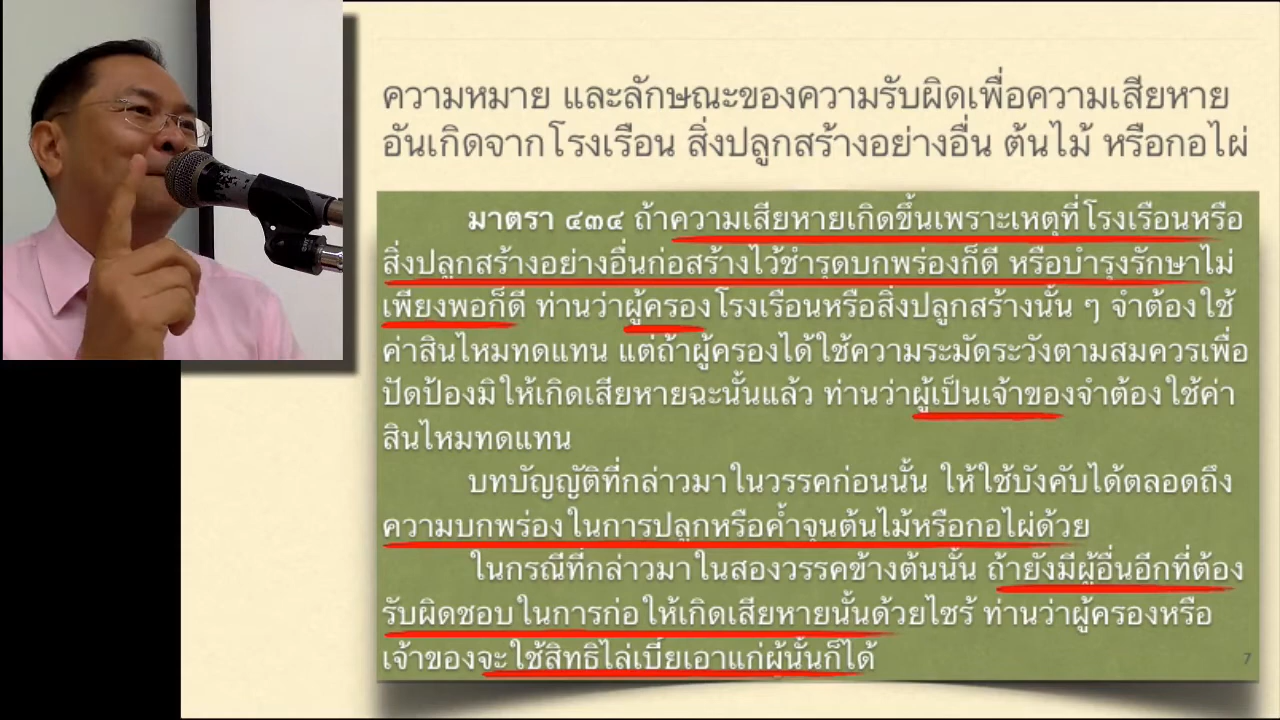 ความหมาย และลักษณะของความรับผิดเพื่อความเสียหาย
อันเกิดจากโรงเรือน สิ่งปลูกสร้างอย่างอื่น ต้นไม้ หรือกอไผ่
มาตรา ๔๓๔ ถ้าความเสียหายเกิดขึ้นเพราะเหตุที่โรงเรือนหรือ
สิ่งปลูกสร้างอย่างอื่นก่อสร้างไว้ชำรุดบกพร่องก็ดี หรือบำรุงรักษาไม่
เพียงพอก็ดี ท่านว่าผู้ครองโรงเรือนหรือสิ่งปลูกสร้างนั้น ๆ จำต้องใช้
ค่าสินไหมทดแทน แต่ถ้าผู้ครองได้ใช้ความระมัดระวังตามสมควรเพื่อ
ปัดป้องมิให้เกิดเสียหายฉะนั้นแล้ว ท่านว่าผู้เป็นเจ้าของจำต้องใช้ค่า
สินไหมทดแทน
บทบัญญัติที่กล่าวมาในวรรคก่อนนั้น ให้ใช้บังคับได้ตลอดถึง
ความบกพร่องในการปลูกหรือค้ำจุนต้นไม้หรือกอไผ่ด้วย
ในกรณีที่กล่าวมาในสองวรรคข้างต้นนั้น ถ้ายังมีผู้อื่นอีกที่ต้อง
รับผิดชอบในการก่อให้เกิดเสียหายนั้นด้วยไซร้ ท่านว่าผู้ครองหรือ
เจ้าของจะใช้สิทธิไล่เบี้ยเอาแก่ผู้นั้นก็ได้
7